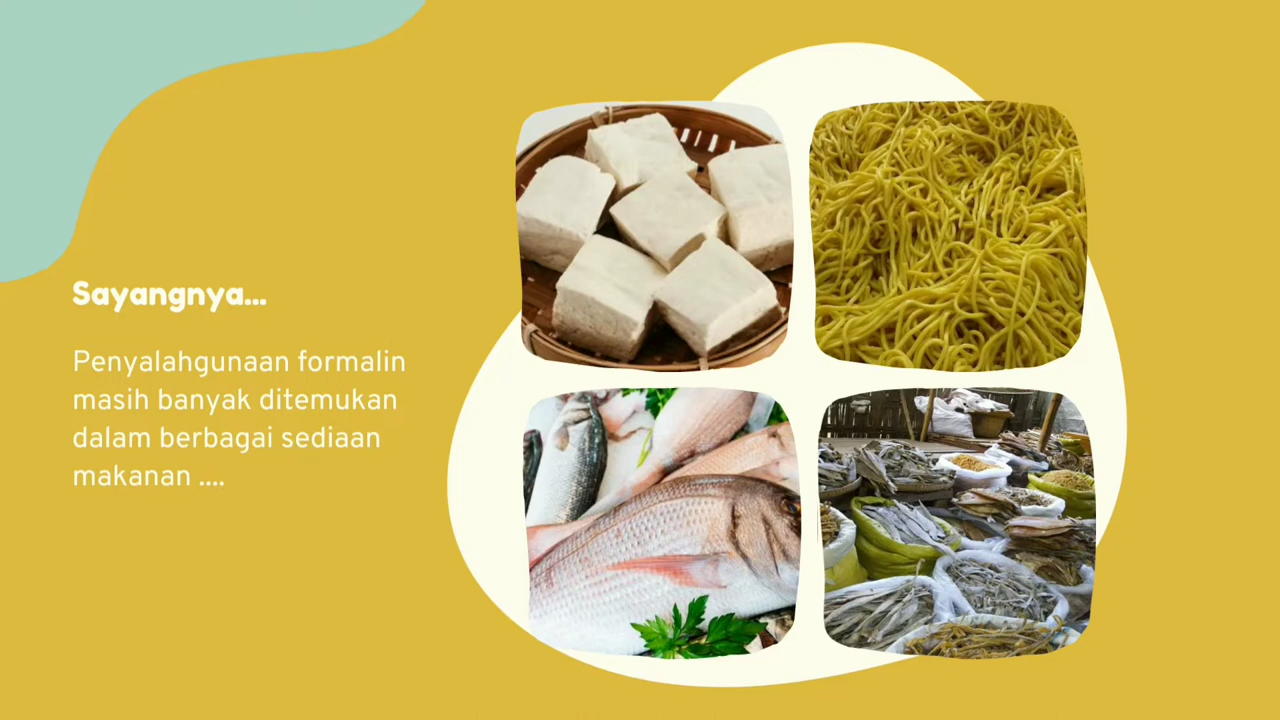 Sayangnya...
Penyalahgunaan formalin
masih banyak ditemukan
dalam berbagai sediaan
makanan ....